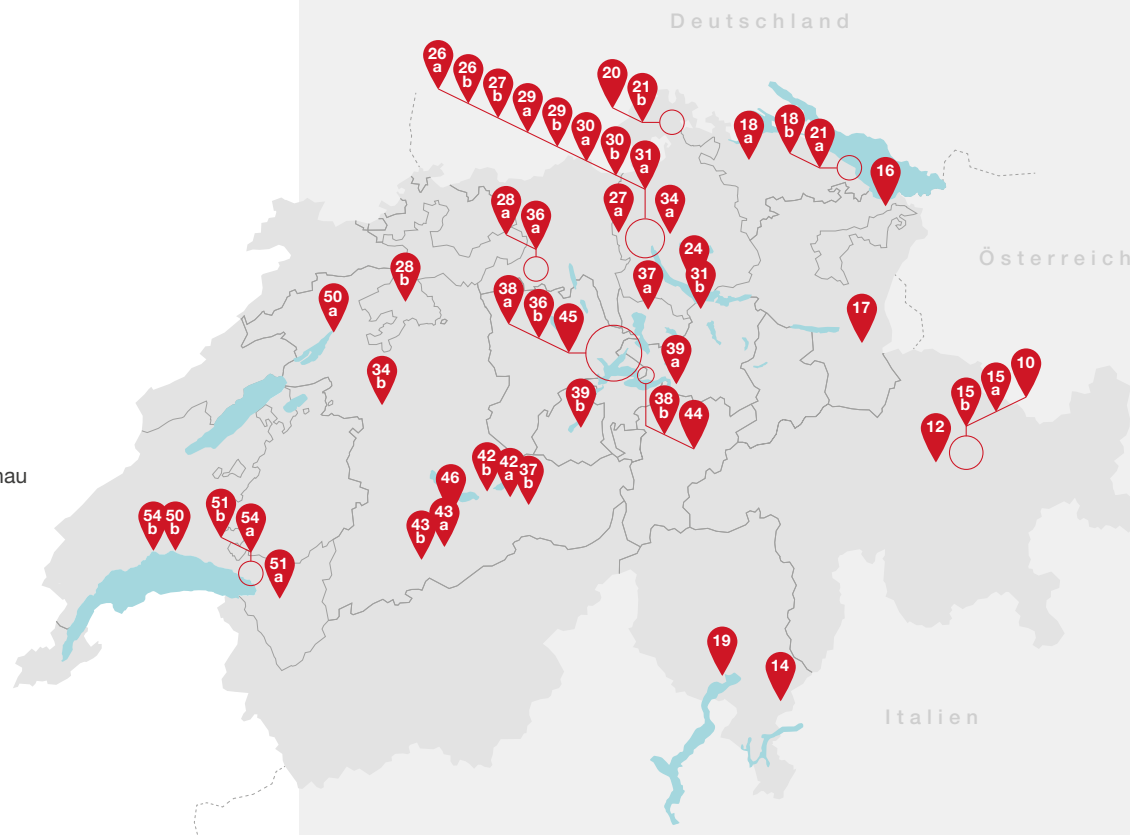 Deutschland
26 a
26 b
27 b
29 a
29 b
30 a
30 b
31 a
20
21 b
18 a
18 b
21 a
16
28 a
36 a
27 a
34 a
24
31 b
Österreich
28 b
50 a
38 a
36 b
45
37 a
17
34 b
39 a
39 b
38 b
44
10
15 a
15 b
12
nau
46
42 b
42 a
37 b
43 a
43 b
54 b
50 b
51 b
54 a
51 a
19
14
Italien